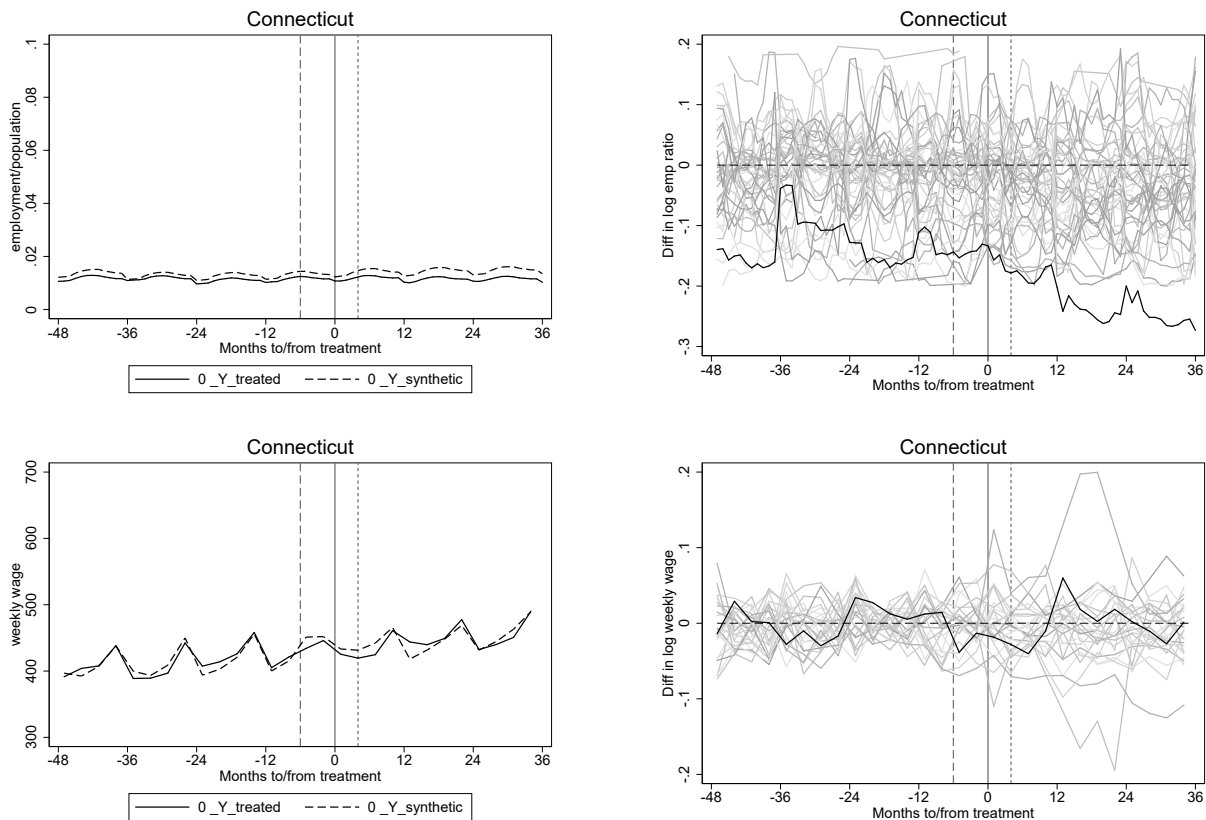 Connecticut
employment/population
.1
.08
.06
.04
.02
0
-48 -36 -24 -12 0 12 24 36
Months to/from treatment
0 _Y_treated 0 _Y_synthetic
Connecticut
Diff in log emp ratio
.2
.1
0
-.1
-.2
-.3
-48 -36 -24 -12 0 12 24 36
Months to/from treatment
Connecticut
weekly wage
700
600
500
400
300
-48 -36 -24 -12 0 12 24 36
Months to/from treatment
0 _Y_treated 0 _Y_synthetic
Connecticut
Diff in log weekly wage
.2
.1
0
-.1
-.2
-48 -36 -24 -12 0 12 24 36
Months to/from treatment